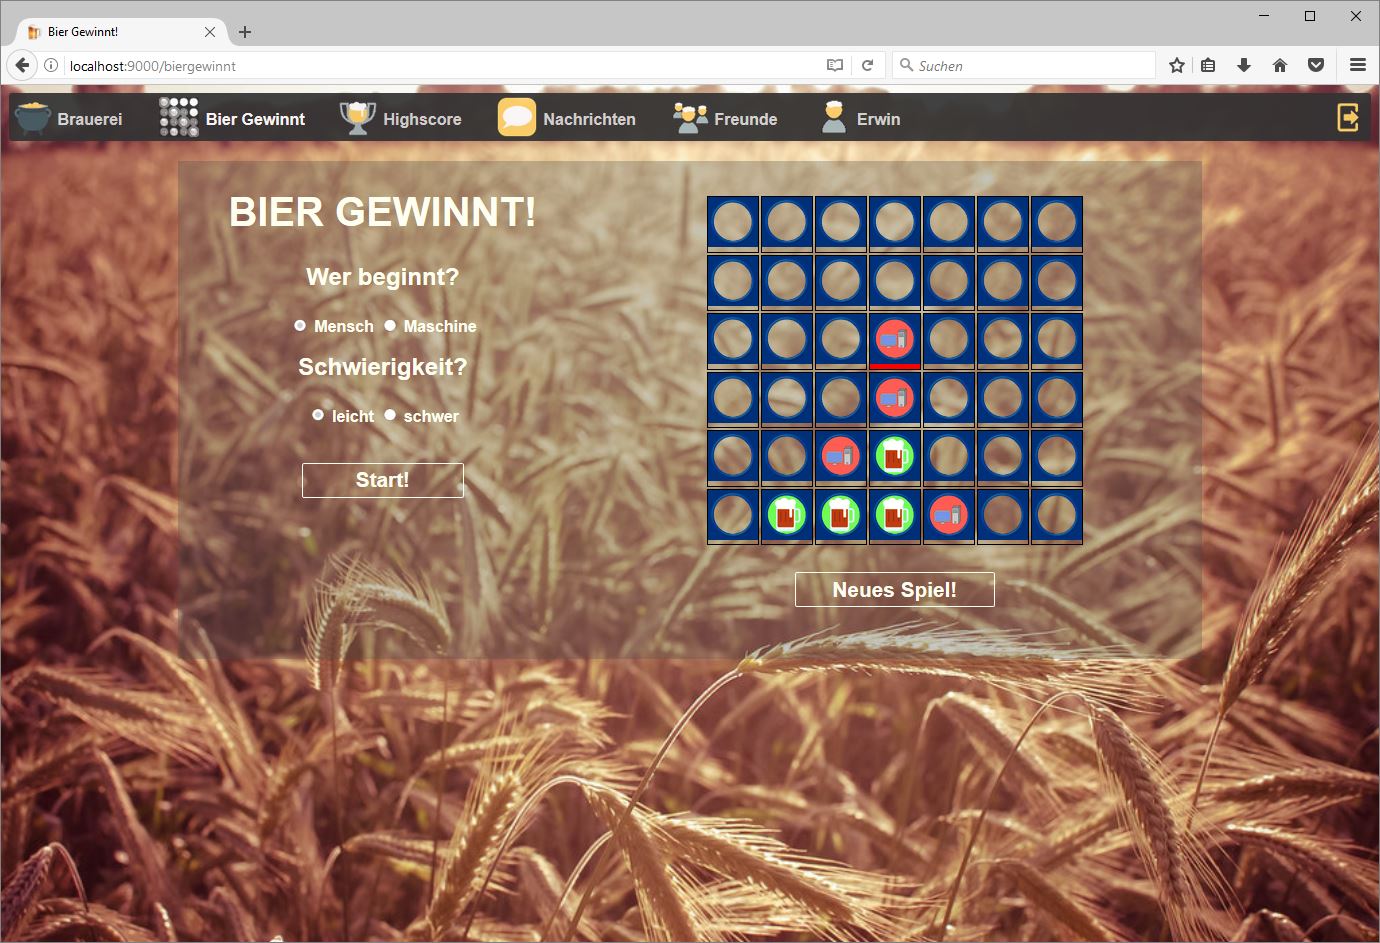 Bier Gewinnt!
localhost:9000/biergewinnt
Suchen
Brauerei
Bier Gewinnt
Highscore
Nachrichten
Freunde
Erwin
BIER GEWINNT!
Wer beginnt?
Mensch Maschine
Schwierigkeit?
leicht schwer
Start!
Neues Spiel!